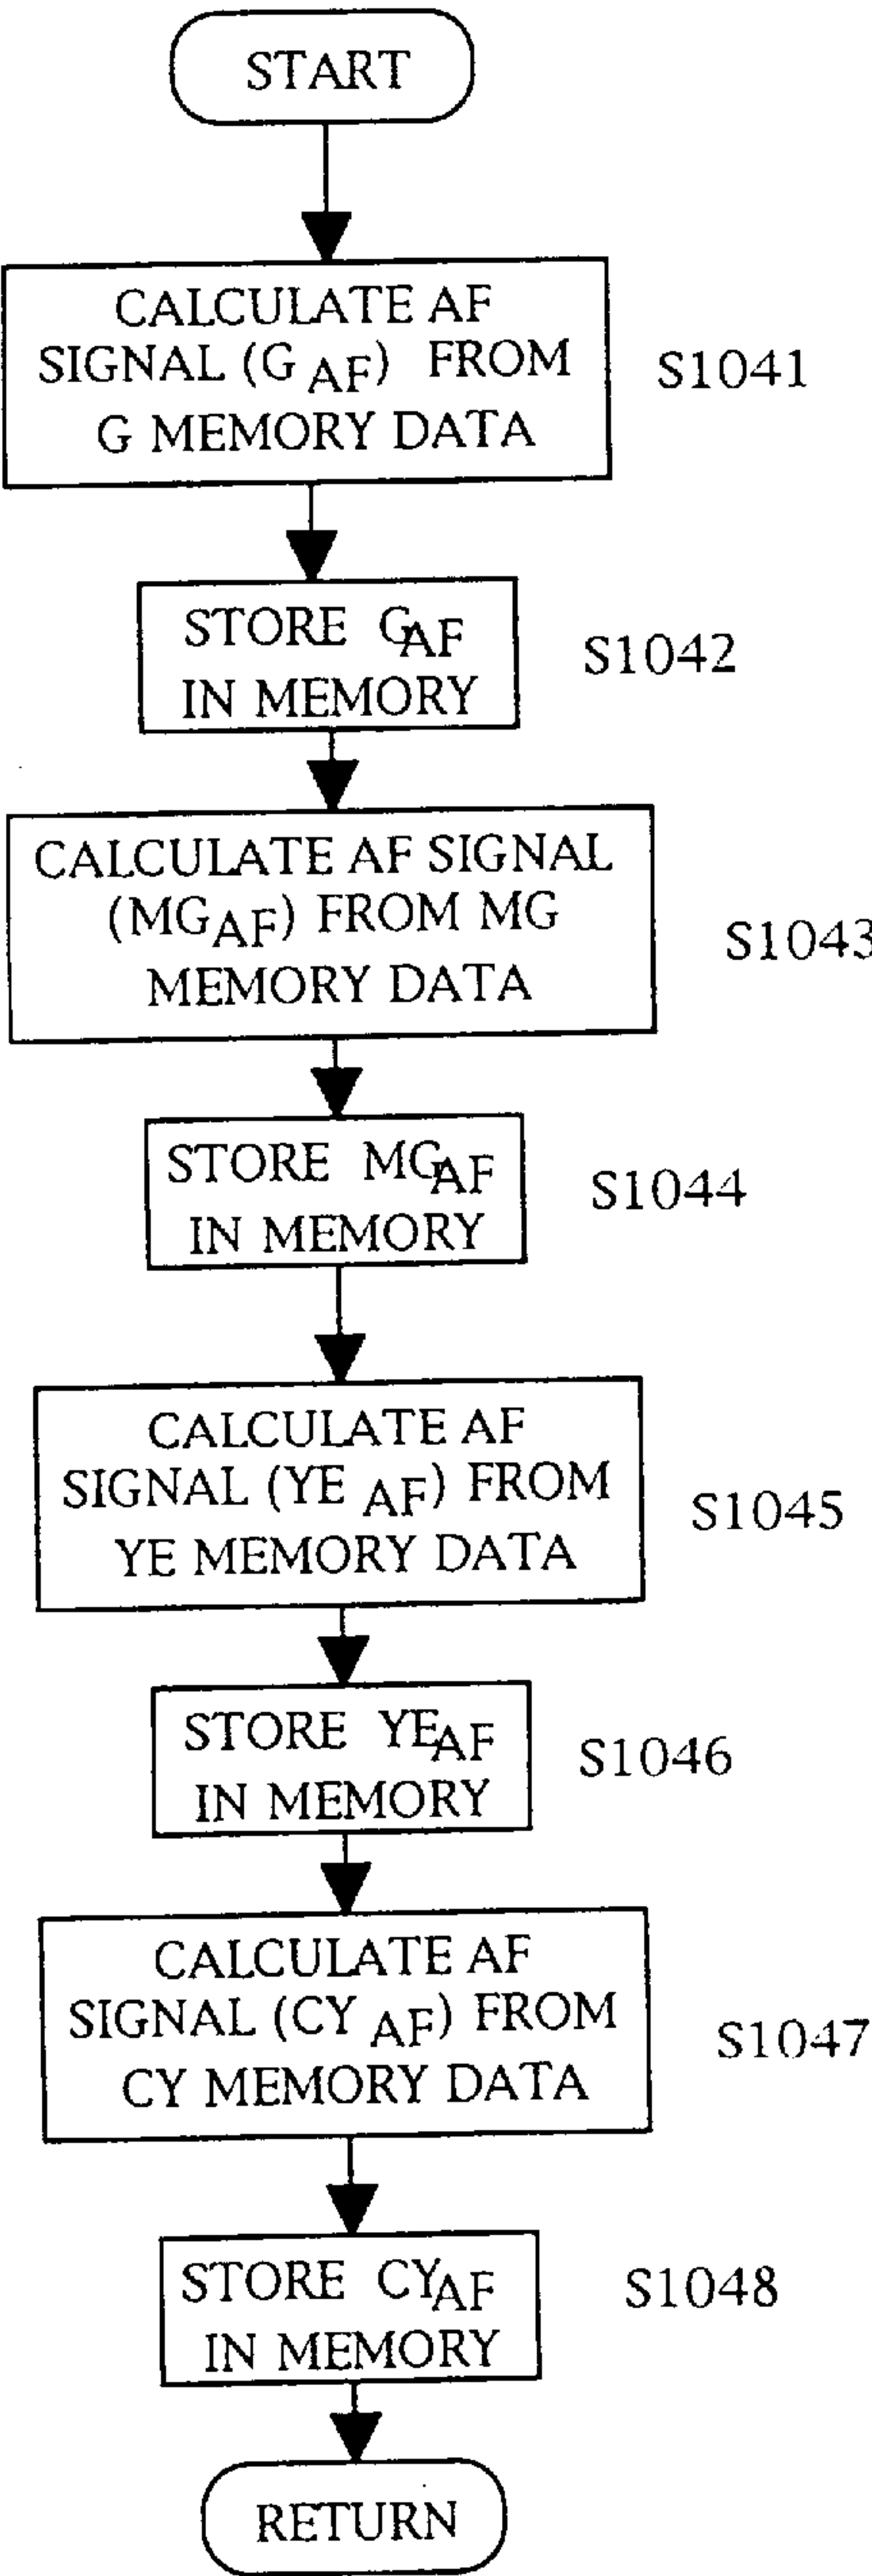 START
CALCULATE AF
SIGNAL (G AF) FROM
G MEMORY DATA
S1041
STORE GAF
IN MEMORY
S1042
CALCULATE AF SIGNAL
(MGAF) FROM MG
MEMORY DATA
S1043
STORE MGAF
IN MEMORY
S1044
CALCULATE AF
SIGNAL (YE AF) FROM
YE MEMORY DATA
S1045
STORE YEAF
IN MEMORY
S1046
CALCULATE AF
SIGNAL (CY AF) FROM
CY MEMORY DATA
S1047
STORE CYAF
IN MEMORY
S1048
RETURN